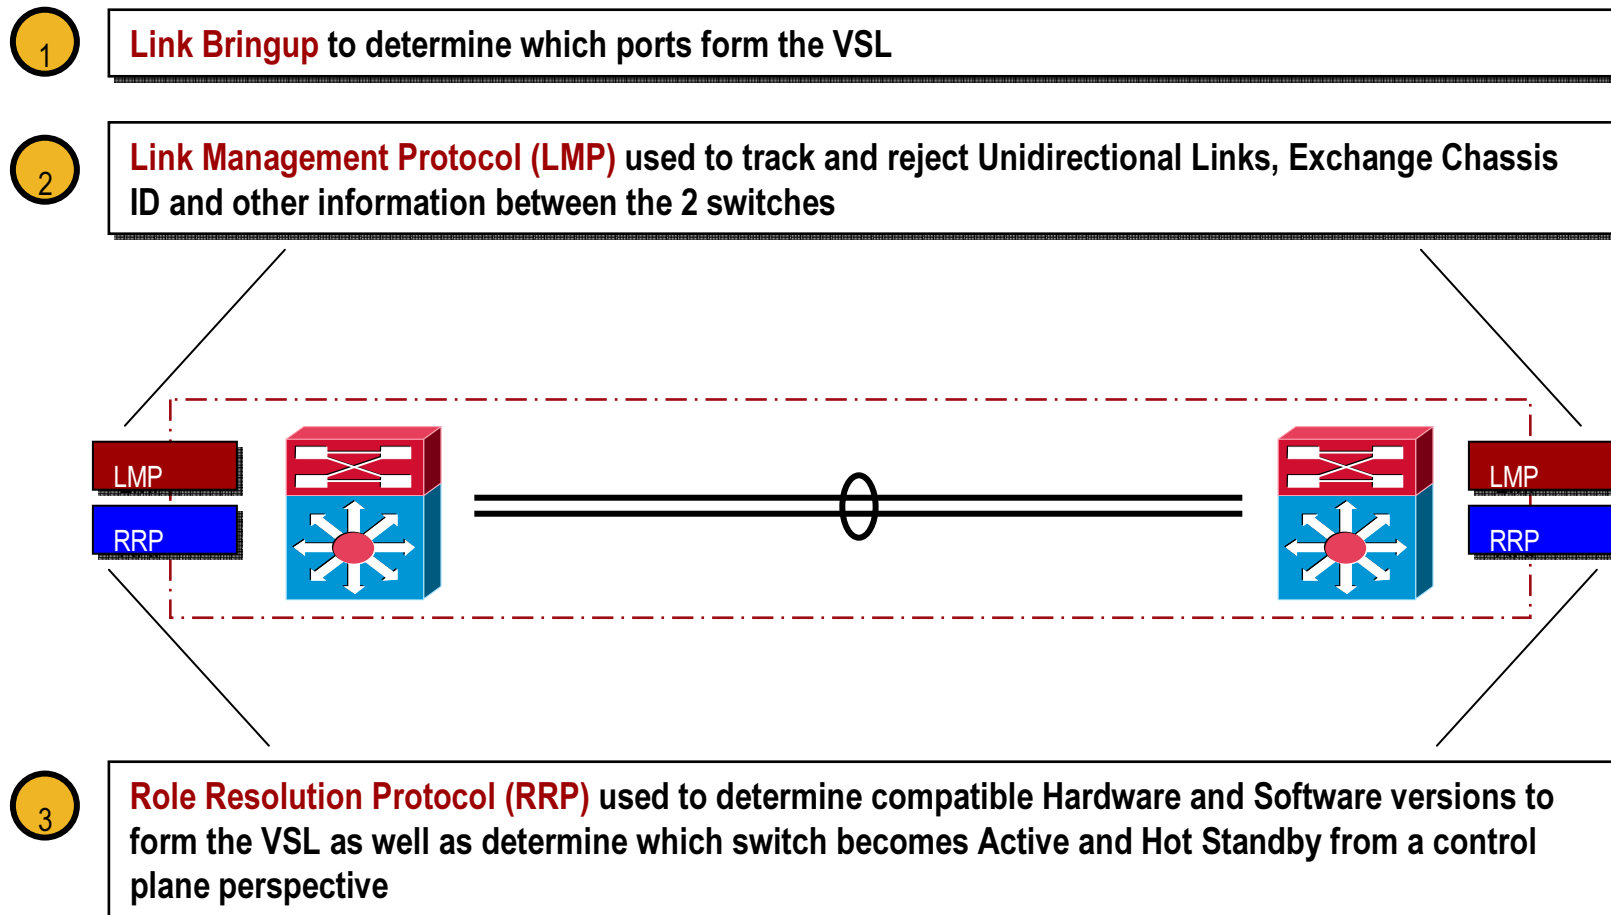 1
Link Bringup to determine which ports form the VSL
2
Link Management Protocol (LMP) used to track and reject Unidirectional Links, Exchange Chassis
ID and other information between the 2 switches
LMP
LMP
RRP
RRP
3
Role Resolution Protocol (RRP) used to determine compatible Hardware and Software versions to
form the VSL as well as determine which switch becomes Active and Hot Standby from a control
plane perspective